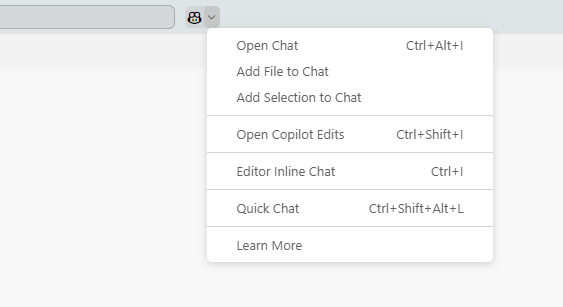 Open Chat Ctrl+Alt+I
Add File to Chat
Add Selection to Chat
Open Copilot Edits Ctrl+Shift+I
Editor Inline Chat Ctrl+I
Quick Chat Ctrl+Shift+Alt+L
Learn More